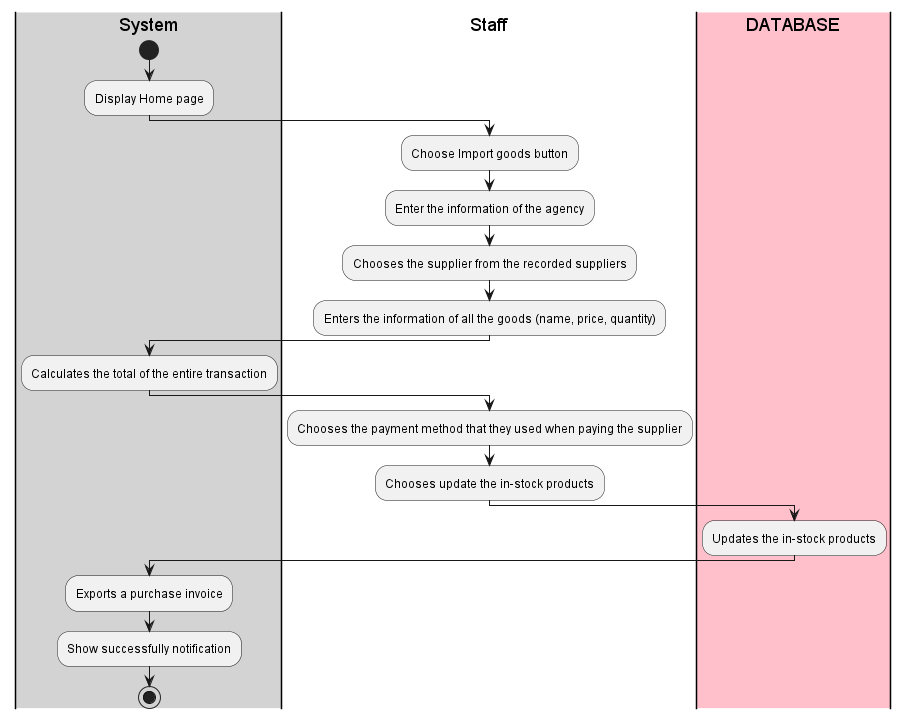 System
Staff
DATABASE
Display Home page
Choose Import goods button
Enter the information of the agency
Chooses the supplier from the recorded suppliers
Enters the information of all the goods (name, price, quantity)
Calculates the total of the entire transaction
Chooses the payment method that they used when paying the supplier
Chooses update the in-stock products
Updates the in-stock products
Exports a purchase invoice
Show successfully notification